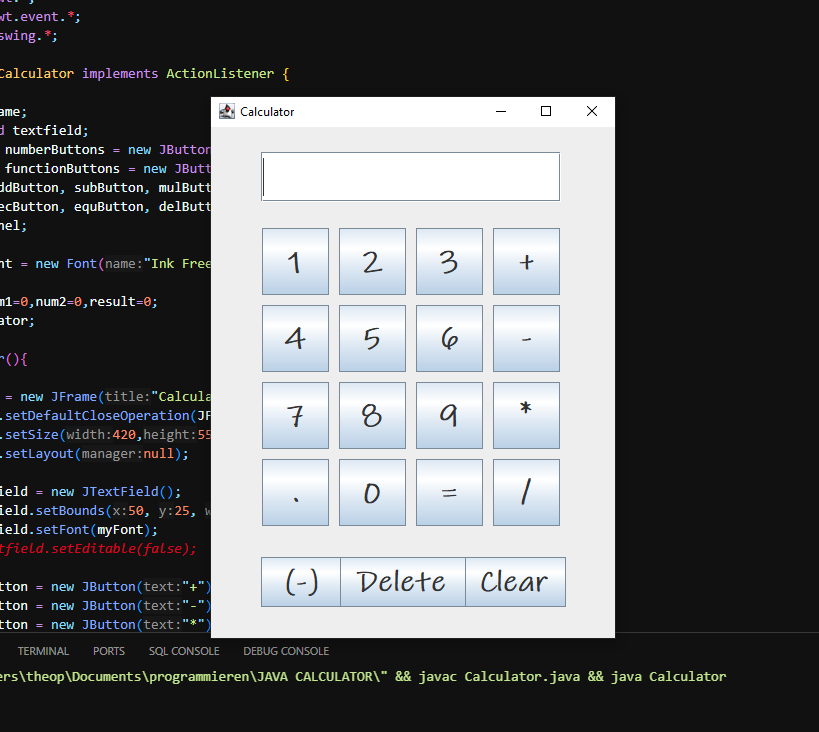 wt.event.*;
swing.*;
Calculator implements ActionListener {
ame;
d textfield;
numberButtons = new JButton
functionButtons = new JButt
ddButton, subButton, mulButt
ecButton, equButton, delButt
nel;
nt = new Font(name:"Ink Free
m1=0,num2=0,result=0;
ator;
r(){
= new JFrame(title:"Calcula
.setDefaultCloseOperation(JF
.setSize(width:420,height:55
.setLayout(manager:null);
ield = new JTextField();
ield.setBounds(x:50, y:25, w
ield.setFont(myFont);
tfield.setEditable(false);
tton = new JButton(text:"+")
tton = new JButton(text:"-")
tton = new JButton(text:"*")
Calculator
1 2 3 +
4 5 6 -
7 8 9 *
. 0 = /
(-) Delete Clear
TERMINAL PORTS SQL CONSOLE DEBUG CONSOLE
ers\theop\Documents\programmieren\JAVA CALCULATOR\" && javac Calculator.java && java Calculator